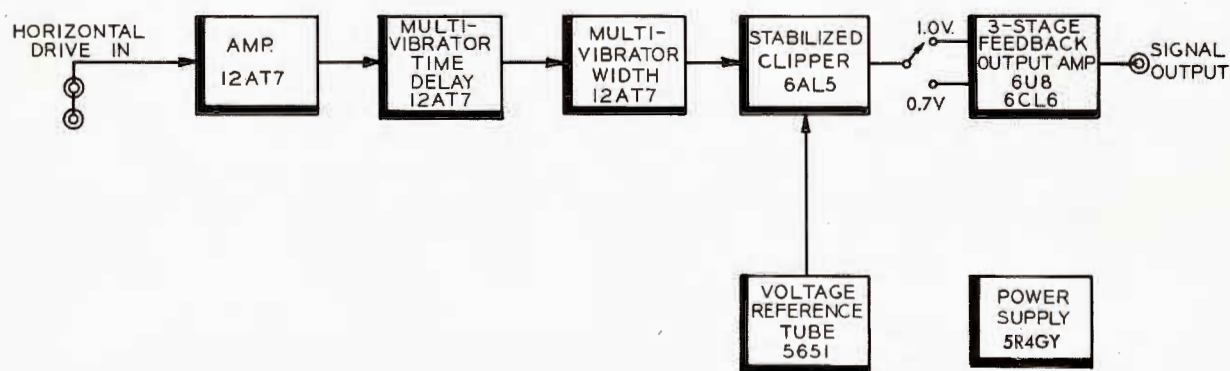 HORIZONTAL
DRIVE IN
AMP.
12AT7
MULTI-
VIBRATOR
TIME
DELAY
12AT7
MULTI-
VIBRATOR
WIDTH
12AT7
STABILIZED
CLIPPER
6AL5
1.0V.
0.7V
3-STAGE
FEEDBACK
OUTPUT AMP
6U8
6CL6
SIGNAL
OUTPUT
VOLTAGE
REFERENCE
TUBE
5651
POWER
SUPPLY
5R4GY